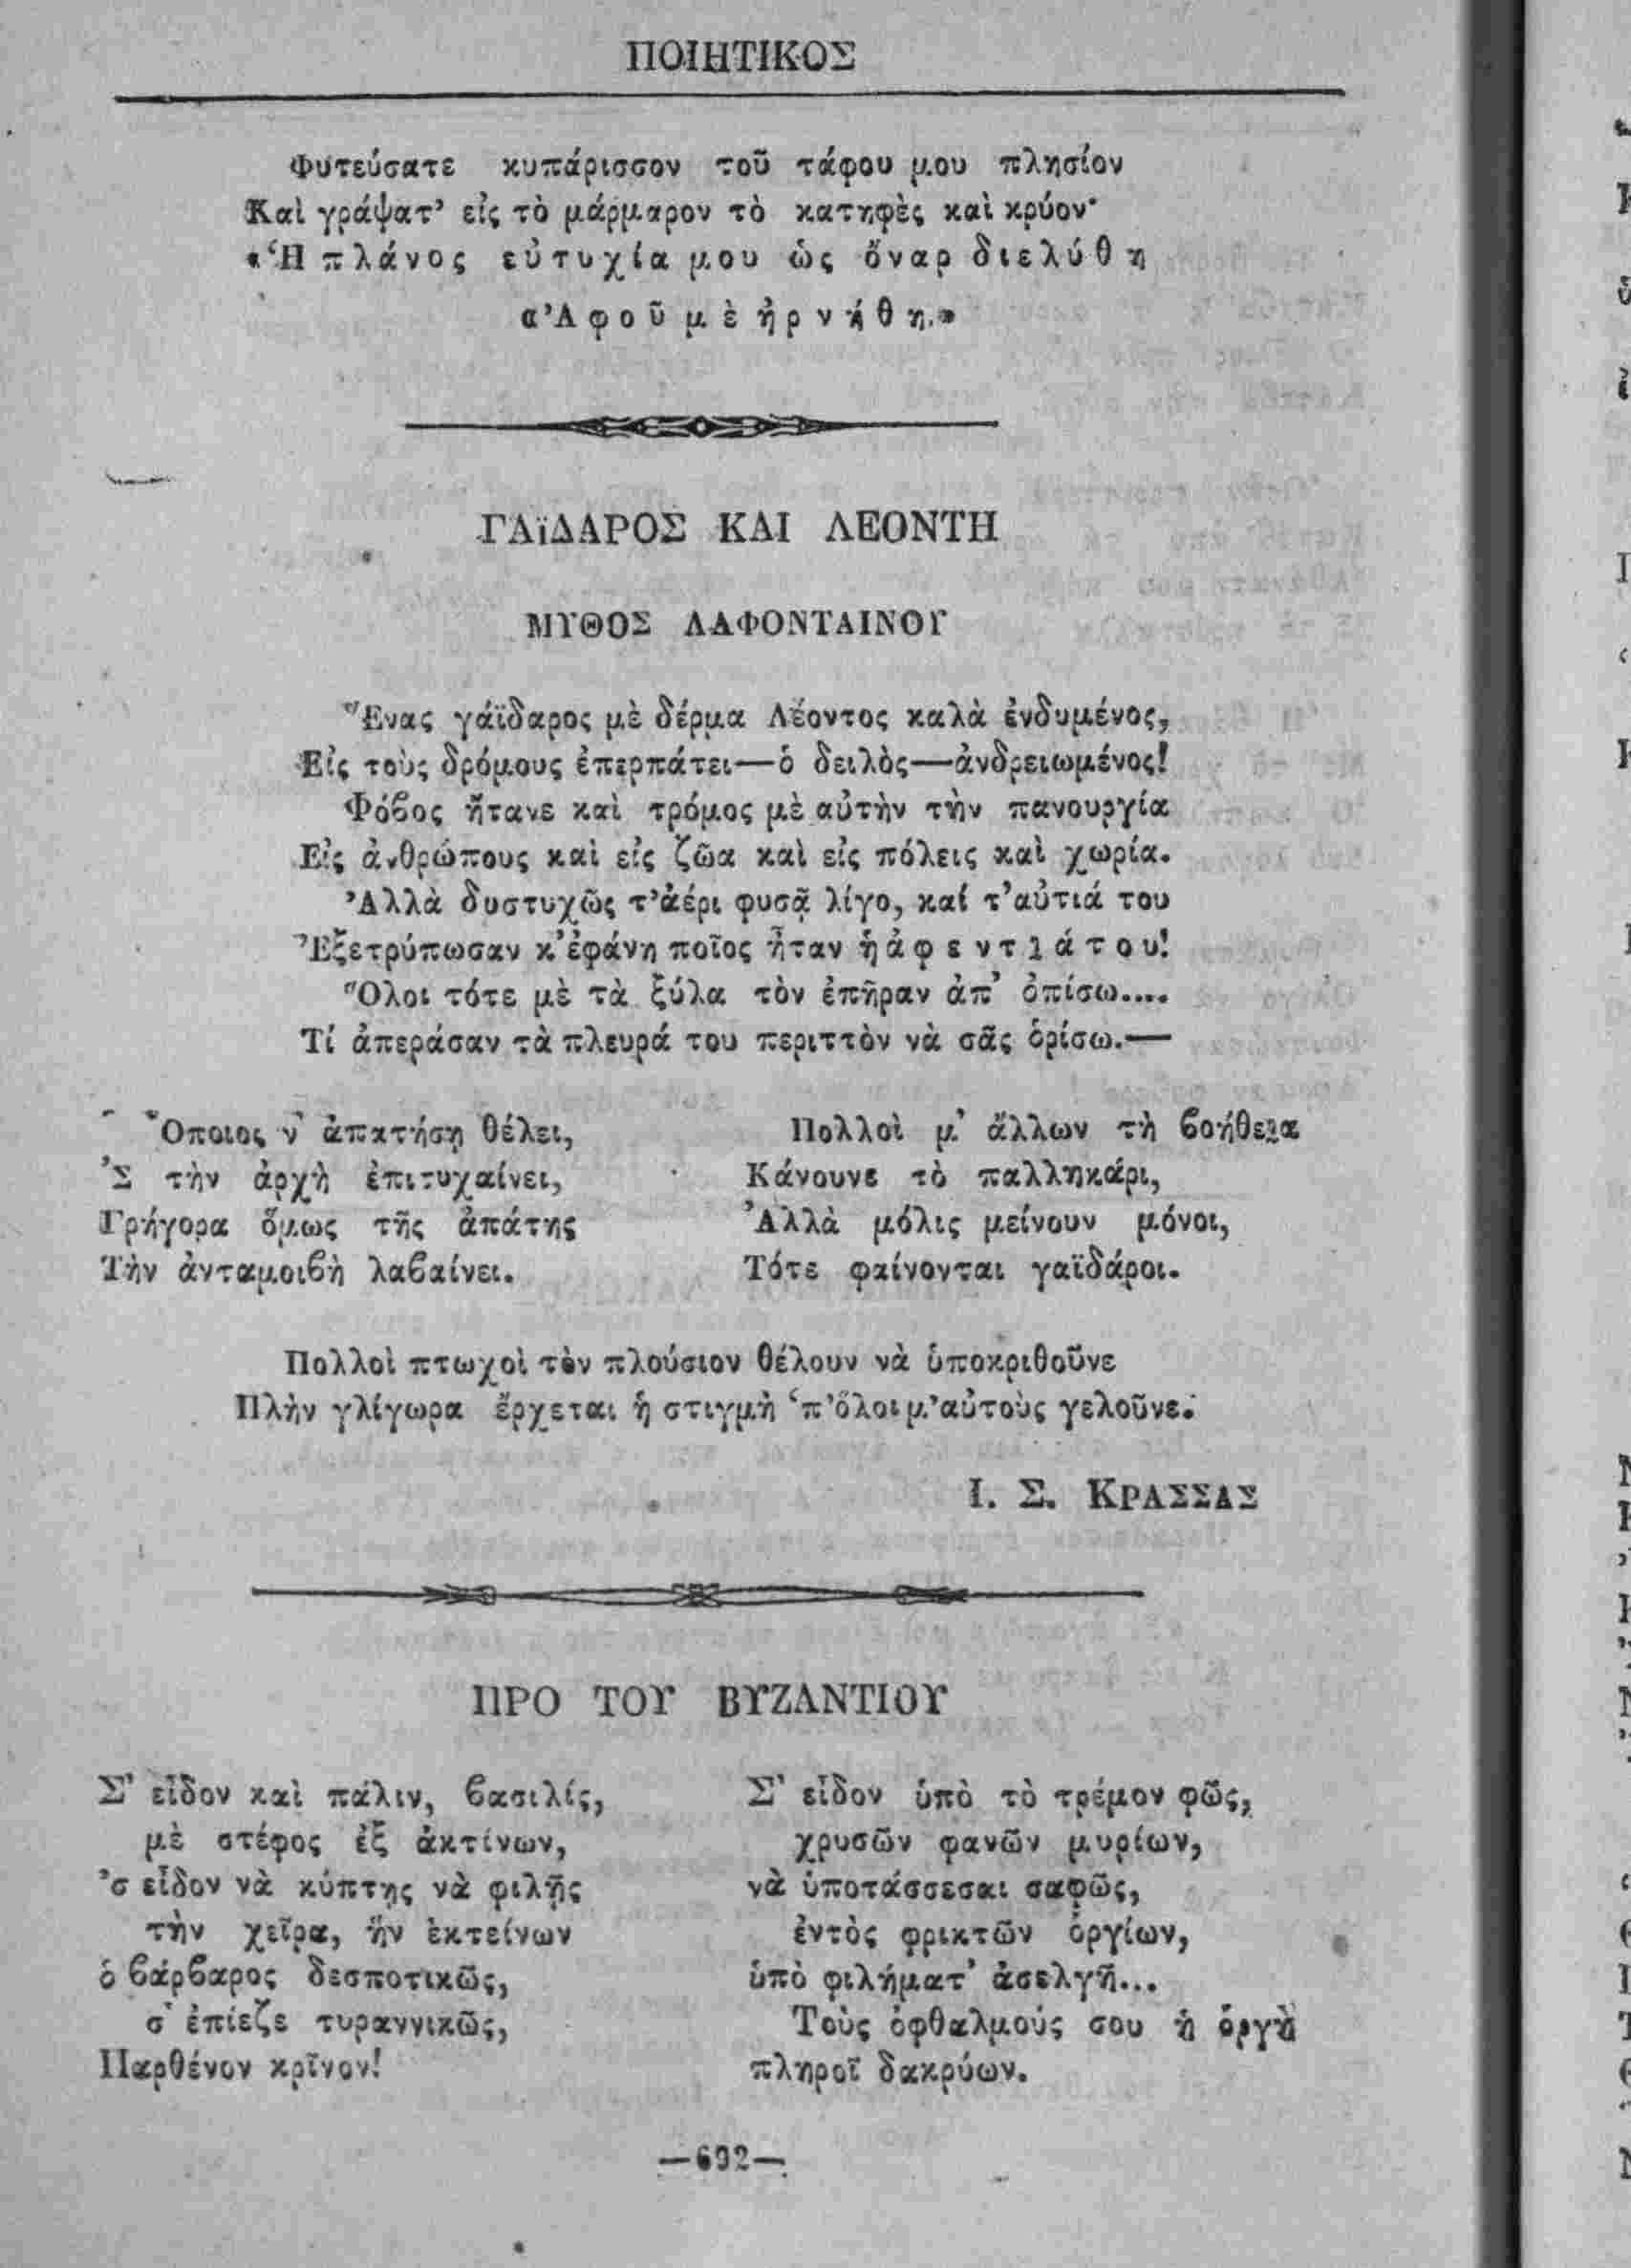 ΠΟΙΗΤΙΚΟΣ
Φυτεύσατε κυπάρισσον τοῦ τάφου μου πλησίον
Καὶ γράψατ' εἰς τὸ μάρμαρον τὸ κατηφὲς καὶ κρύον·
«Ἡ πλάνος εὐτυχία μου ὡς ὄναρ διελύθη
«Ἀφοῦ μὲ ἠρνήθη.»
ΓΑϊΔΑΡΟΣ ΚΑΙ ΛΕΟΝΤΗ
ΜΥΘΟΣ ΛΑΦΟΝΤΑΙΝΟΥ
Ἕνας γάϊδαρος μὲ δέρμα Λέοντος καλὰ ἐνδυμένος,
Εἰς τοὺς δρόμους ἐπερπάτει—ὁ δειλὸς—ἀνδρειωμένος!
Φόβος ἤτανε καὶ τρόμος μὲ αὐτὴν τὴν πανουργία
Εἰς ἀνθρώπους καὶ εἰς ζῶα καὶ εἰς πόλεις καὶ χωρία.
Ἀλλὰ δυστυχῶς τ'ἀέρι φυσᾷ λίγο, καί τ'αὐτιά του
Ἐξετρύπωσαν κ'ἐφάνη ποῖος ἦταν ἡ ἀφεντιάτου!
Ὅλοι τότε μὲ τὰ ξύλα τὸν ἐπῆραν ἀπ' ὀπίσω....
Τί ἀπεράσαν τὰ πλευρά του περιττὸν νὰ σᾶς ὁρίσω.—
Ὅποιος ν' ἀπατήσῃ θέλει,
Σ τὴν ἀρχὴ ἐπιτυχαίνει,
Γρήγορα ὅμως τῆς ἀπάτης
Τὴν ἀνταμοιβὴ λαβαίνει.
Πολλοὶ μ' ἄλλων τὴ βοήθεια
Κάνουνε τὸ παλληκάρι,
Ἀλλὰ μόλις μείνουν μόνοι,
Τότε φαίνονται γαϊδάροι.
Πολλοὶ πτωχοὶ τὸν πλούσιον θέλουν νὰ ὑποκριθοῦνε
Πλὴν γλίγωρα ἔρχεται ἡ στιγμὴ 'π'ὅλοι μ'αὐτοὺς γελοῦνε.
Ι. Σ. ΚΡΑΣΣΑΣ
ΠΡΟ ΤΟΥ ΒΥΖΑΝΤΙΟΥ
Σ' εἶδον καὶ πάλιν, βασιλίς,
μὲ στέφος ἐξ ἀκτίνων,
'σ εἶδον νὰ κύπτῃς νὰ φιλῇς
τὴν χεῖρα, ἣν ἐκτείνων
ὁ βάρβαρος δεσποτικῶς,
σ' ἐπίεζε τυραννικῶς,
Παρθένον κρῖνον!
Σ' εἶδον ὑπὸ τὸ τρέμον φῶς,
χρυσῶν φανῶν μυρίων,
νὰ ὑποτάσσεσαι σαφῶς,
ἐντὸς φρικτῶν ὀργίων,
ὑπὸ φιλήματ' ἀσελγῆ...
Τοὺς ὀφθαλμούς σου ἡ ὀργὴ
πληροῖ δακρύων.
—692—